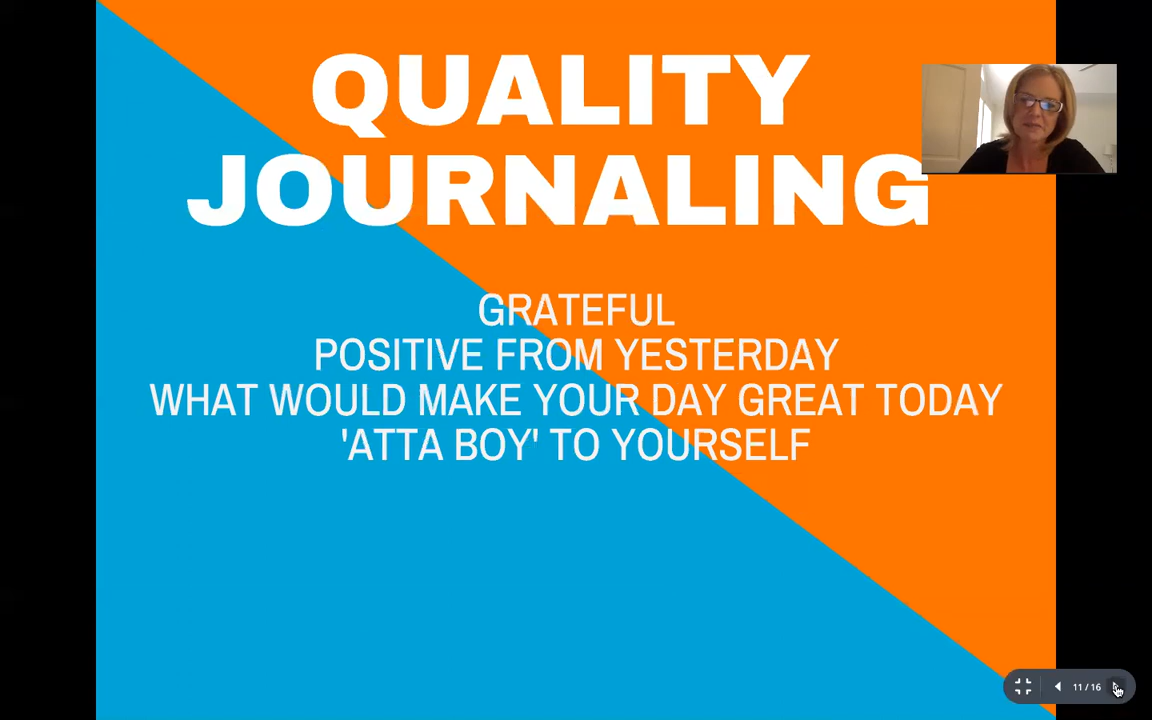 QUALITY
JOURNALING
GRATEFUL
POSITIVE FROM YESTERDAY
WHAT WOULD MAKE YOUR DAY GREAT TODAY
'ATTA BOY' TO YOURSELF
11 / 16